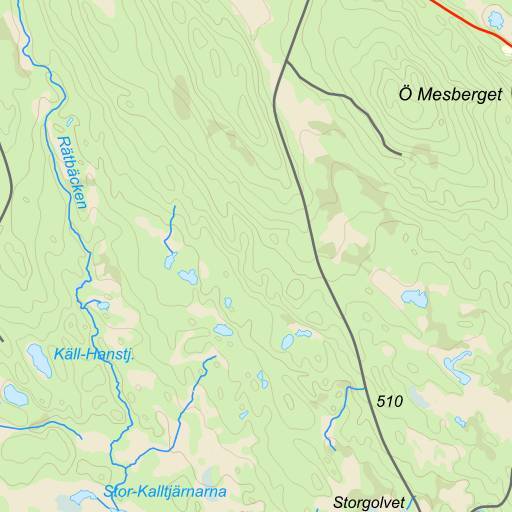 Ö Mesberget
Rätbäcken
Käll-Hanstj.
510
Stor-Kalltjärnarna
Storgolvet